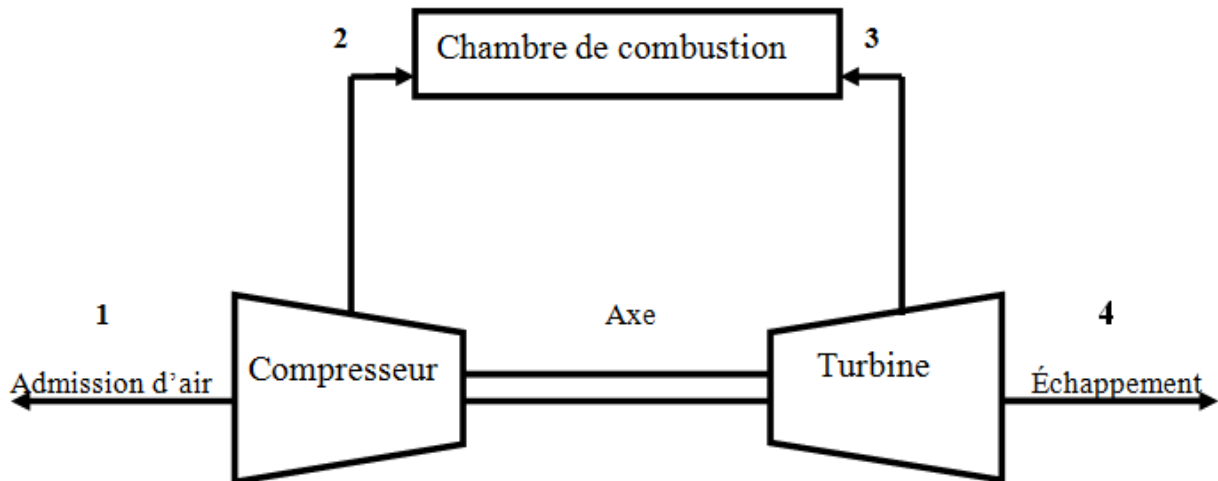 2
Chambre de combustion
3
1
Axe
4
Admission d’air
Compresseur
Turbine
Échappement